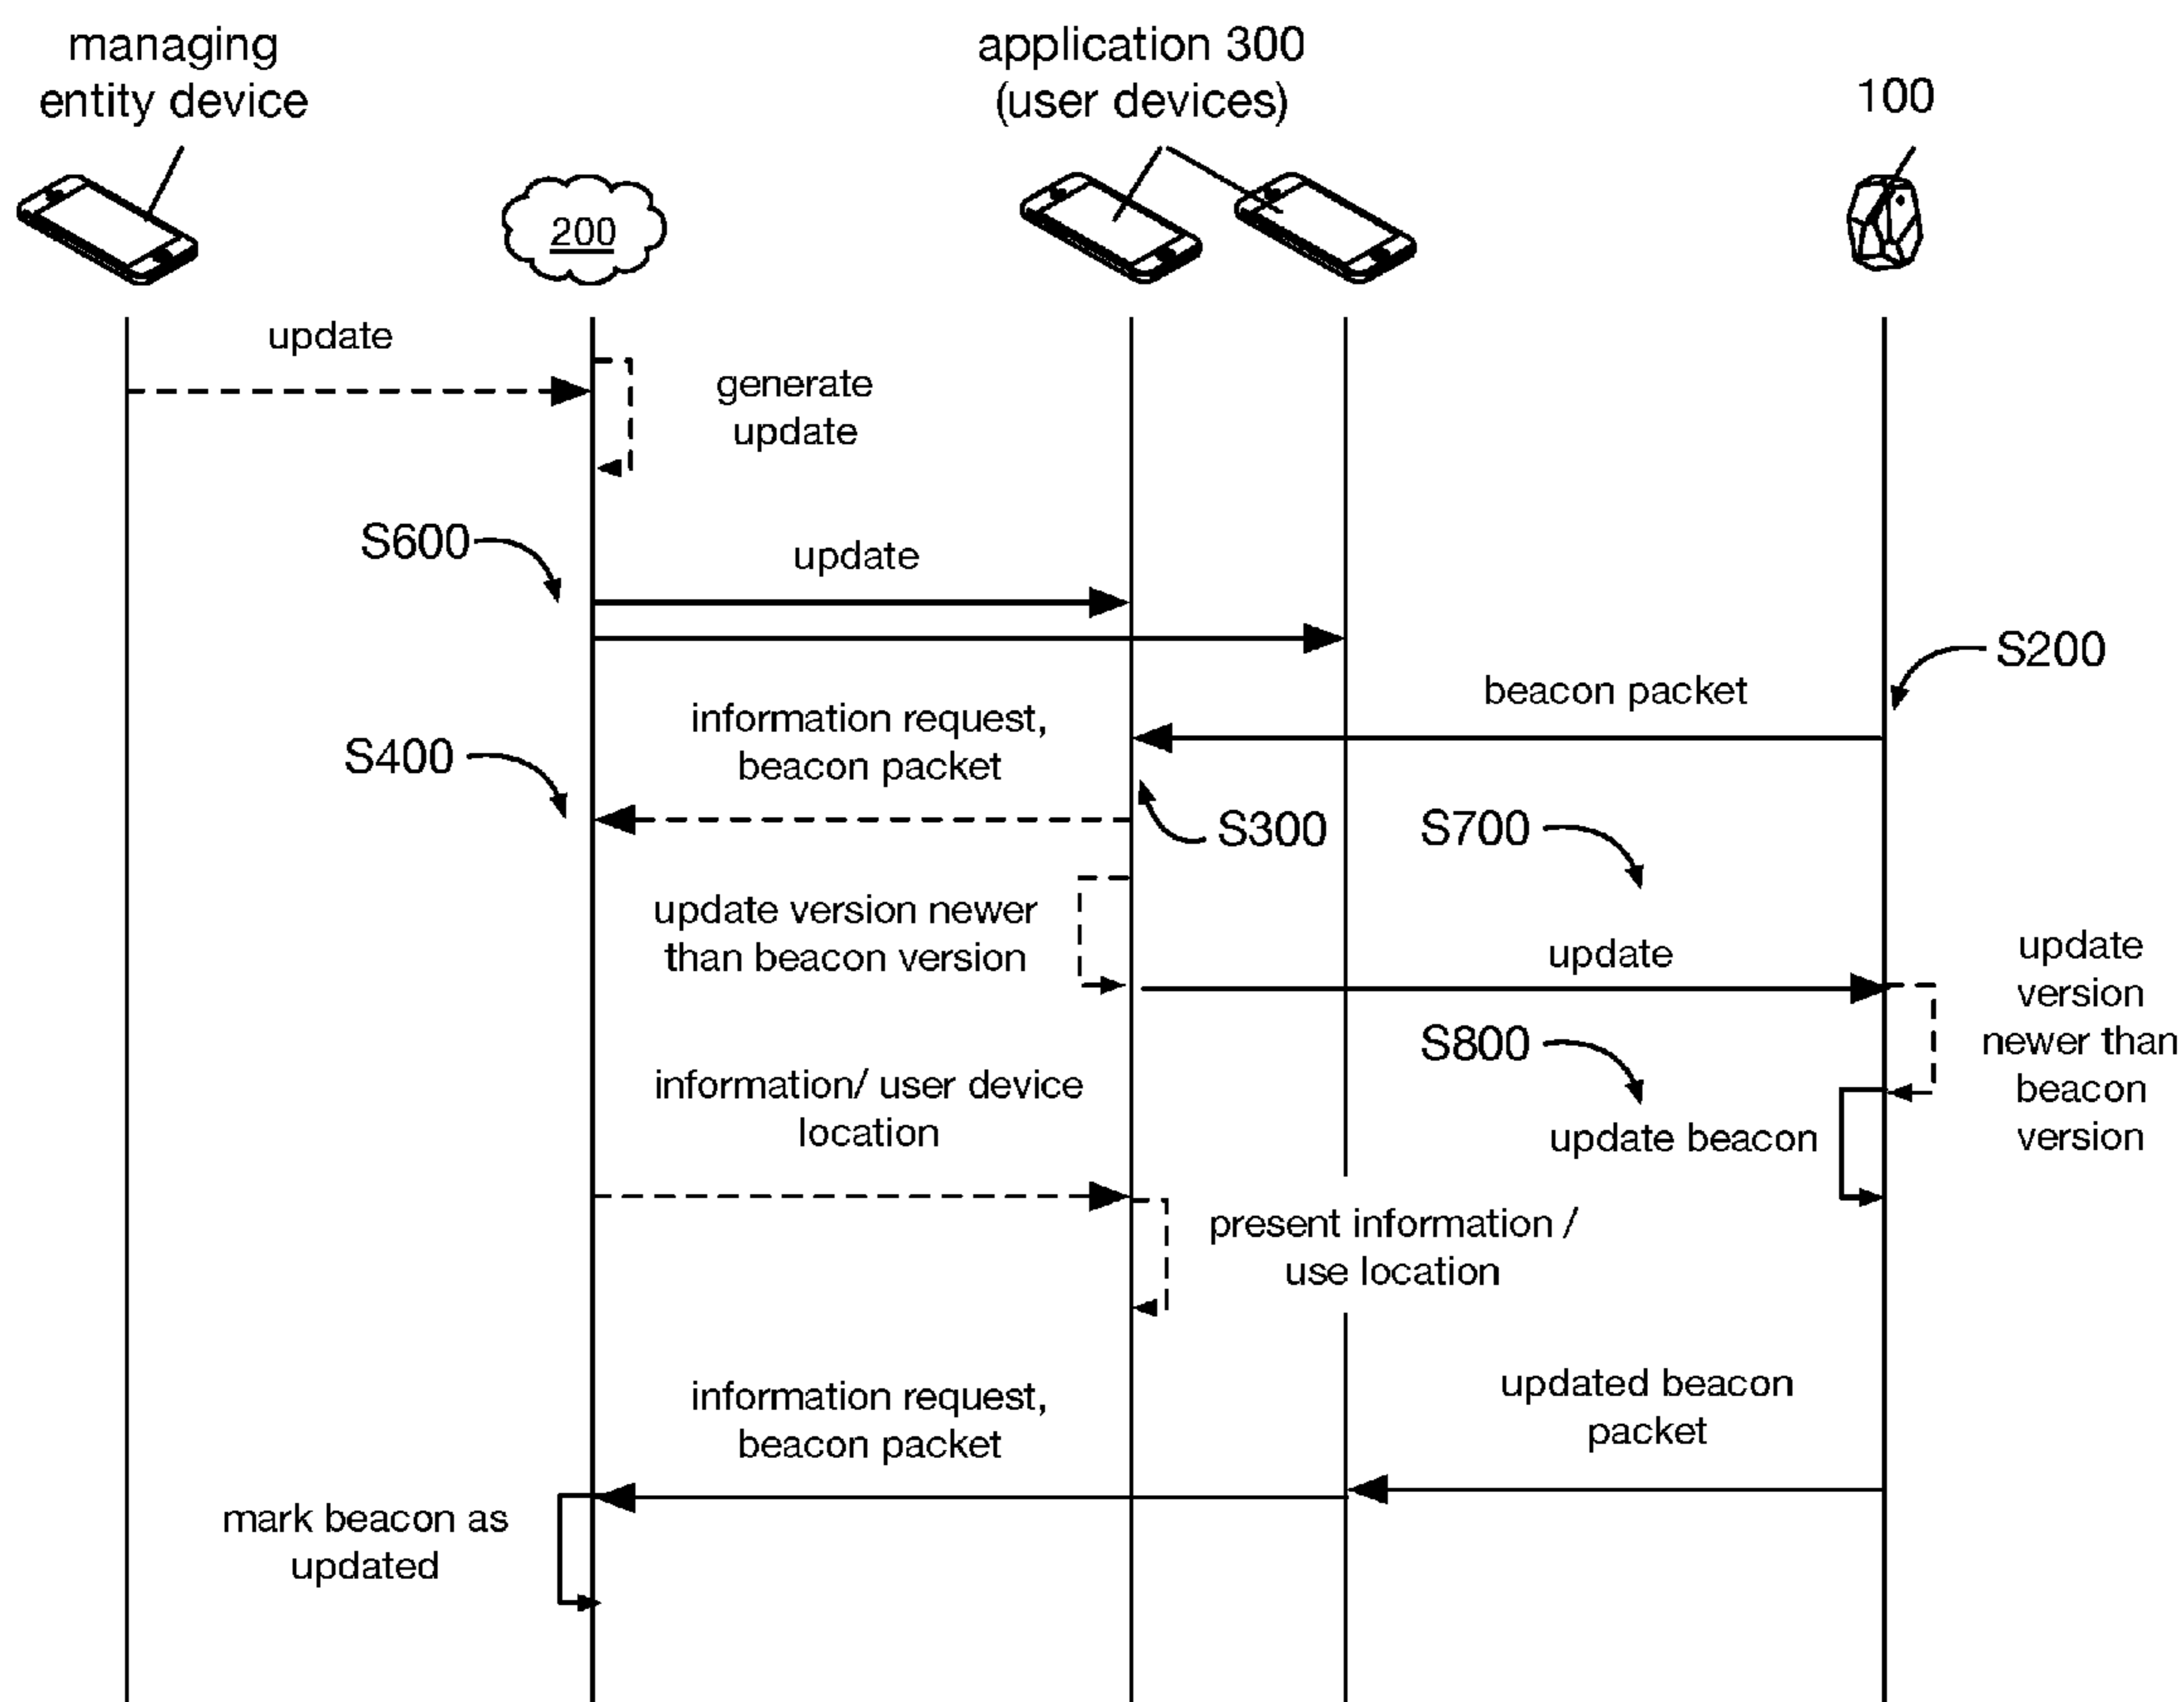 managing
entity device
application 300
(user devices)
100
200
update
generate
update
S600
update
S200
beacon packet
information request,
beacon packet
S400
S300
S700
update version newer
than beacon version
update
update
version
newer than
beacon
version
S800
information/ user device
location
update beacon
present information /
use location
information request,
beacon packet
updated beacon
packet
mark beacon as
updated